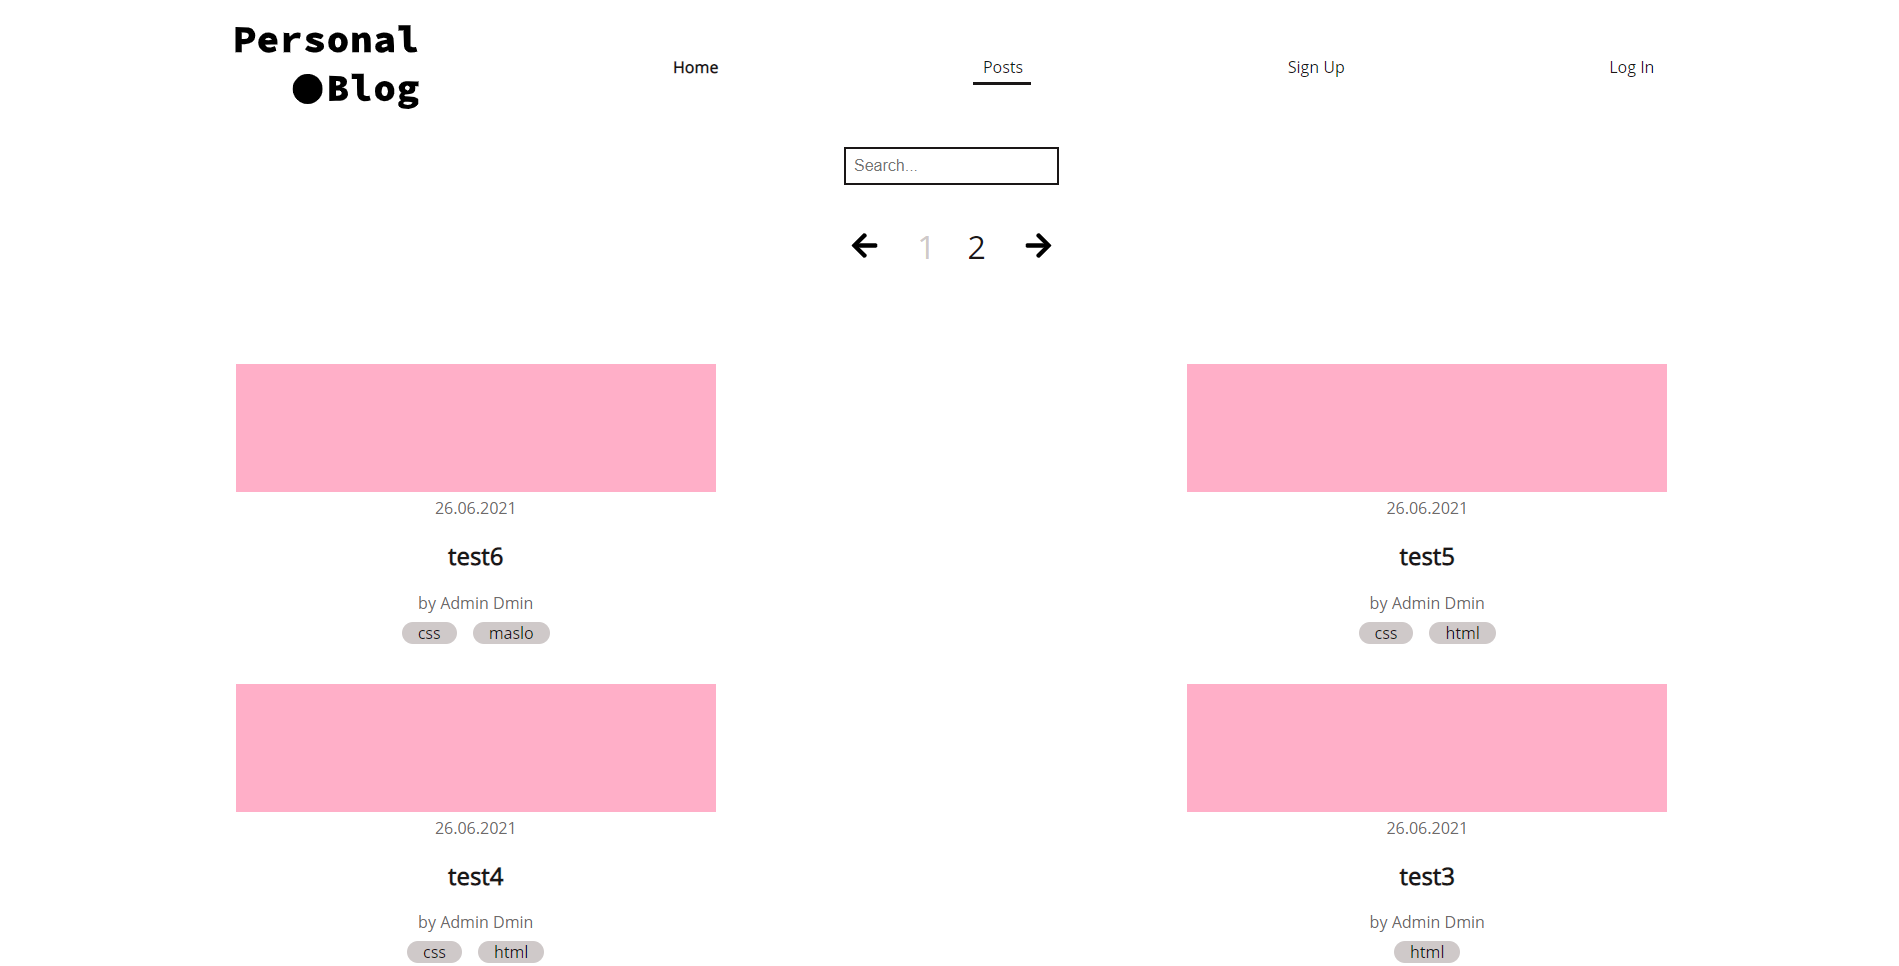 Personal
Blog
Home
Posts
Sign Up
Log In
Search...
1 2
26.06.2021
test6
by Admin Dmin
css maslo
26.06.2021
test5
by Admin Dmin
css html
26.06.2021
test4
by Admin Dmin
css html
26.06.2021
test3
by Admin Dmin
html